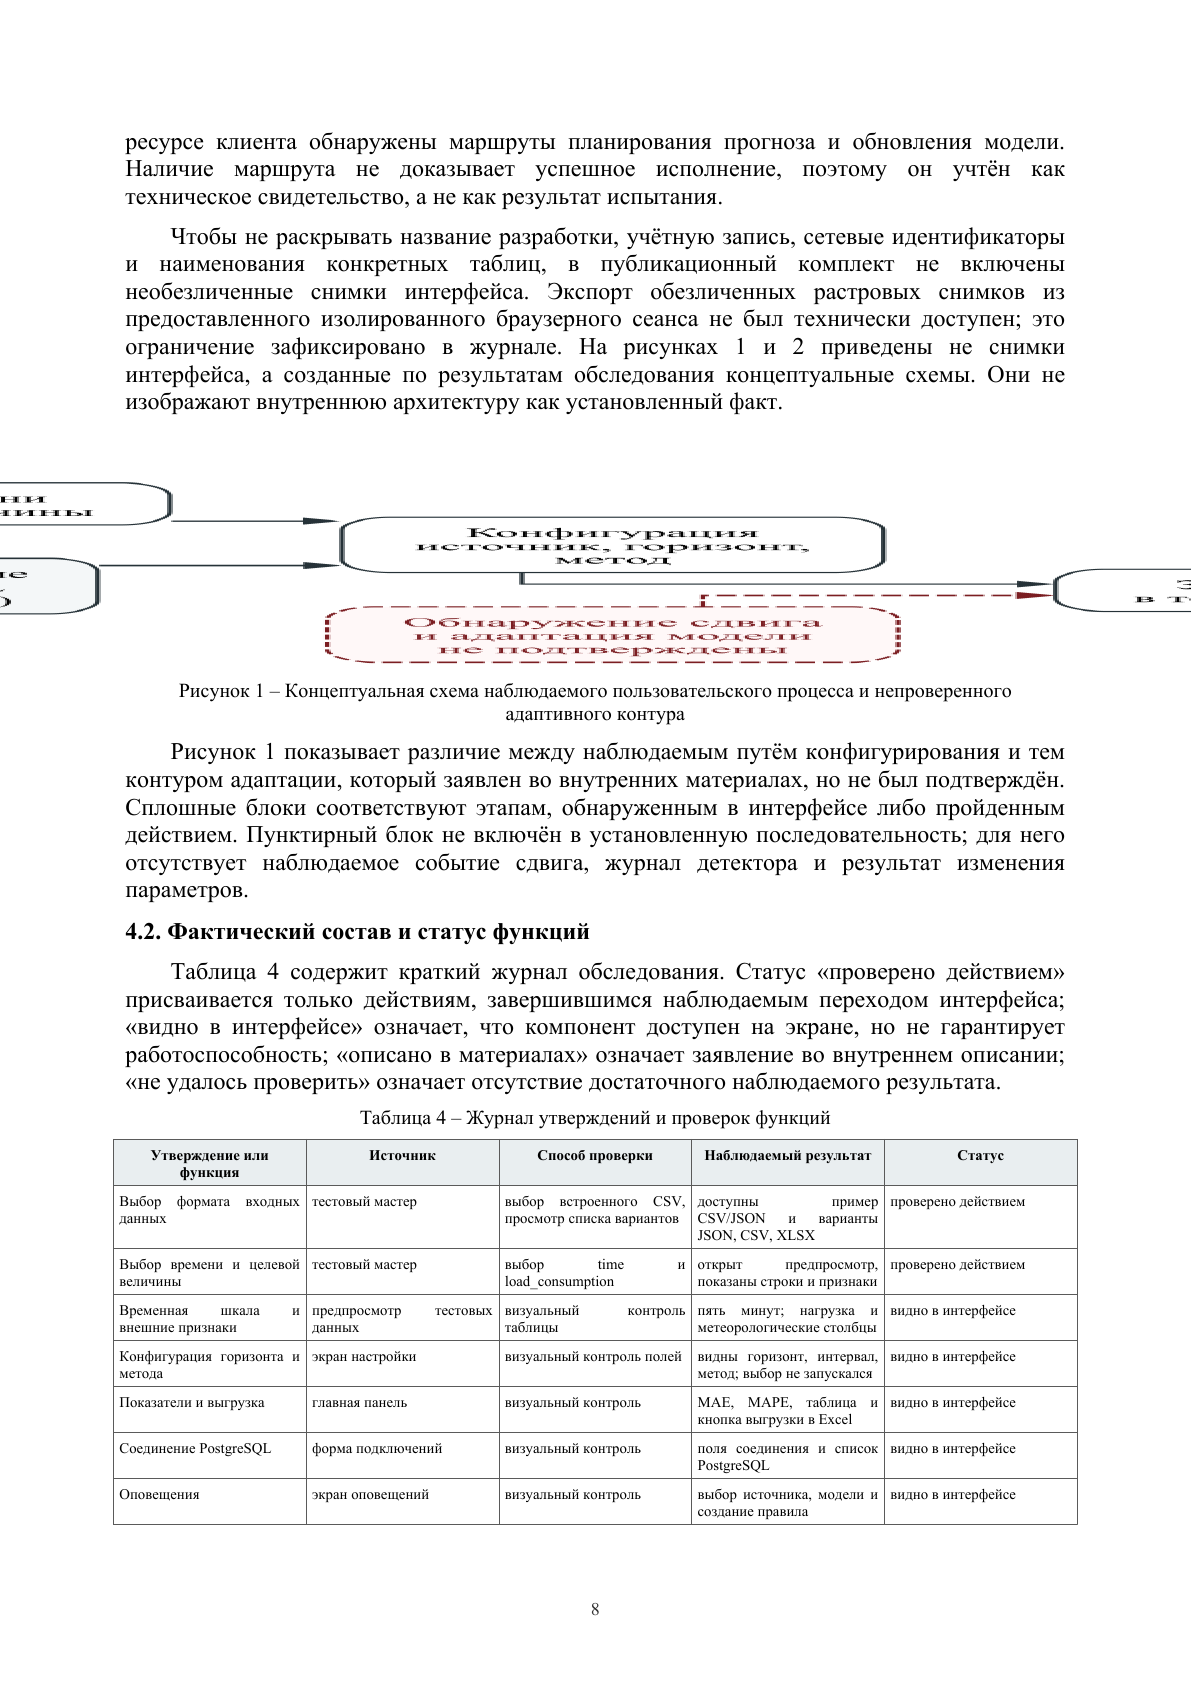 ресурсе клиента обнаружены маршруты планирования прогноза и обновления модели.
Наличие маршрута не доказывает успешное исполнение, поэтому он учтён как
техническое свидетельство, а не как результат испытания.
Чтобы не раскрывать название разработки, учётную запись, сетевые идентификаторы
и наименования конкретных таблиц, в публикационный комплект не включены
необезличенные снимки интерфейса. Экспорт обезличенных растровых снимков из
предоставленного изолированного браузерного сеанса не был технически доступен; это
ограничение зафиксировано в журнале. На рисунках 1 и 2 приведены не снимки
интерфейса, а созданные по результатам обследования концептуальные схемы. Они не
изображают внутреннюю архитектуру как установленный факт.
Конфигурация
источник, горизонт,
метод
Обнаружение сдвига
и адаптация модели
не подтверждены
Рисунок 1 – Концептуальная схема наблюдаемого пользовательского процесса и непроверенного
адаптивного контура
Рисунок 1 показывает различие между наблюдаемым путём конфигурирования и тем
контуром адаптации, который заявлен во внутренних материалах, но не был подтверждён.
Сплошные блоки соответствуют этапам, обнаруженным в интерфейсе либо пройденным
действием. Пунктирный блок не включён в установленную последовательность; для него
отсутствует наблюдаемое событие сдвига, журнал детектора и результат изменения
параметров.
4.2. Фактический состав и статус функций
Таблица 4 содержит краткий журнал обследования. Статус «проверено действием»
присваивается только действиям, завершившимся наблюдаемым переходом интерфейса;
«видно в интерфейсе» означает, что компонент доступен на экране, но не гарантирует
работоспособность; «описано в материалах» означает заявление во внутреннем описании;
«не удалось проверить» означает отсутствие достаточного наблюдаемого результата.
Таблица 4 – Журнал утверждений и проверок функций
Утверждение или
функция
Источник
Способ проверки
Наблюдаемый результат
Статус
Выбор формата входных
данных
тестовый мастер
выбор встроенного CSV,
просмотр списка вариантов
доступны пример
CSV/JSON и варианты
JSON, CSV, XLSX
проверено действием
Выбор времени и целевой
величины
тестовый мастер
выбор time и
load_consumption
открыт предпросмотр,
показаны строки и признаки
проверено действием
Временная шкала и
внешние признаки
предпросмотр тестовых
данных
визуальный контроль
таблицы
пять минут; нагрузка и
метеорологические столбцы
видно в интерфейсе
Конфигурация горизонта и
метода
экран настройки
визуальный контроль полей
видны горизонт, интервал,
метод; выбор не запускался
видно в интерфейсе
Показатели и выгрузка
главная панель
визуальный контроль
MAE, MAPE, таблица и
кнопка выгрузки в Excel
видно в интерфейсе
Соединение PostgreSQL
форма подключений
визуальный контроль
поля соединения и список
PostgreSQL
видно в интерфейсе
Оповещения
экран оповещений
визуальный контроль
выбор источника, модели и
создание правила
видно в интерфейсе
8